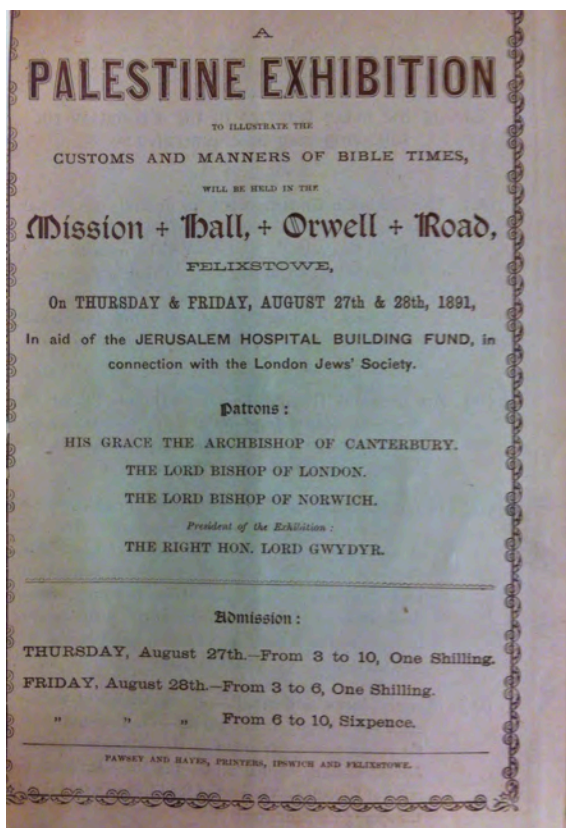 A
PALESTINE EXHIBITION
TO ILLUSTRATE THE
CUSTOMS AND MANNERS OF BIBLE TIMES,
WILL BE HELD IN THE
Mission + Hall, + Orwell + Road,
FELIXSTOWE,
On THURSDAY & FRIDAY, AUGUST 27th & 28th, 1891,
In aid of the JERUSALEM HOSPITAL BUILDING FUND, in
connection with the London Jews' Society.
Patrons:
HIS GRACE THE ARCHBISHOP OF CANTERBURY.
THE LORD BISHOP OF LONDON.
THE LORD BISHOP OF NORWICH.
President of the Exhibition:
THE RIGHT HON. LORD GWYDYR.
Admission:
THURSDAY, August 27th.—From 3 to 10, One Shilling.
FRIDAY, August 28th.—From 3 to 6, One Shilling.
" " " From 6 to 10, Sixpence.
PAWSEY AND HAYES, PRINTERS, IPSWICH AND FELIXSTOWE.